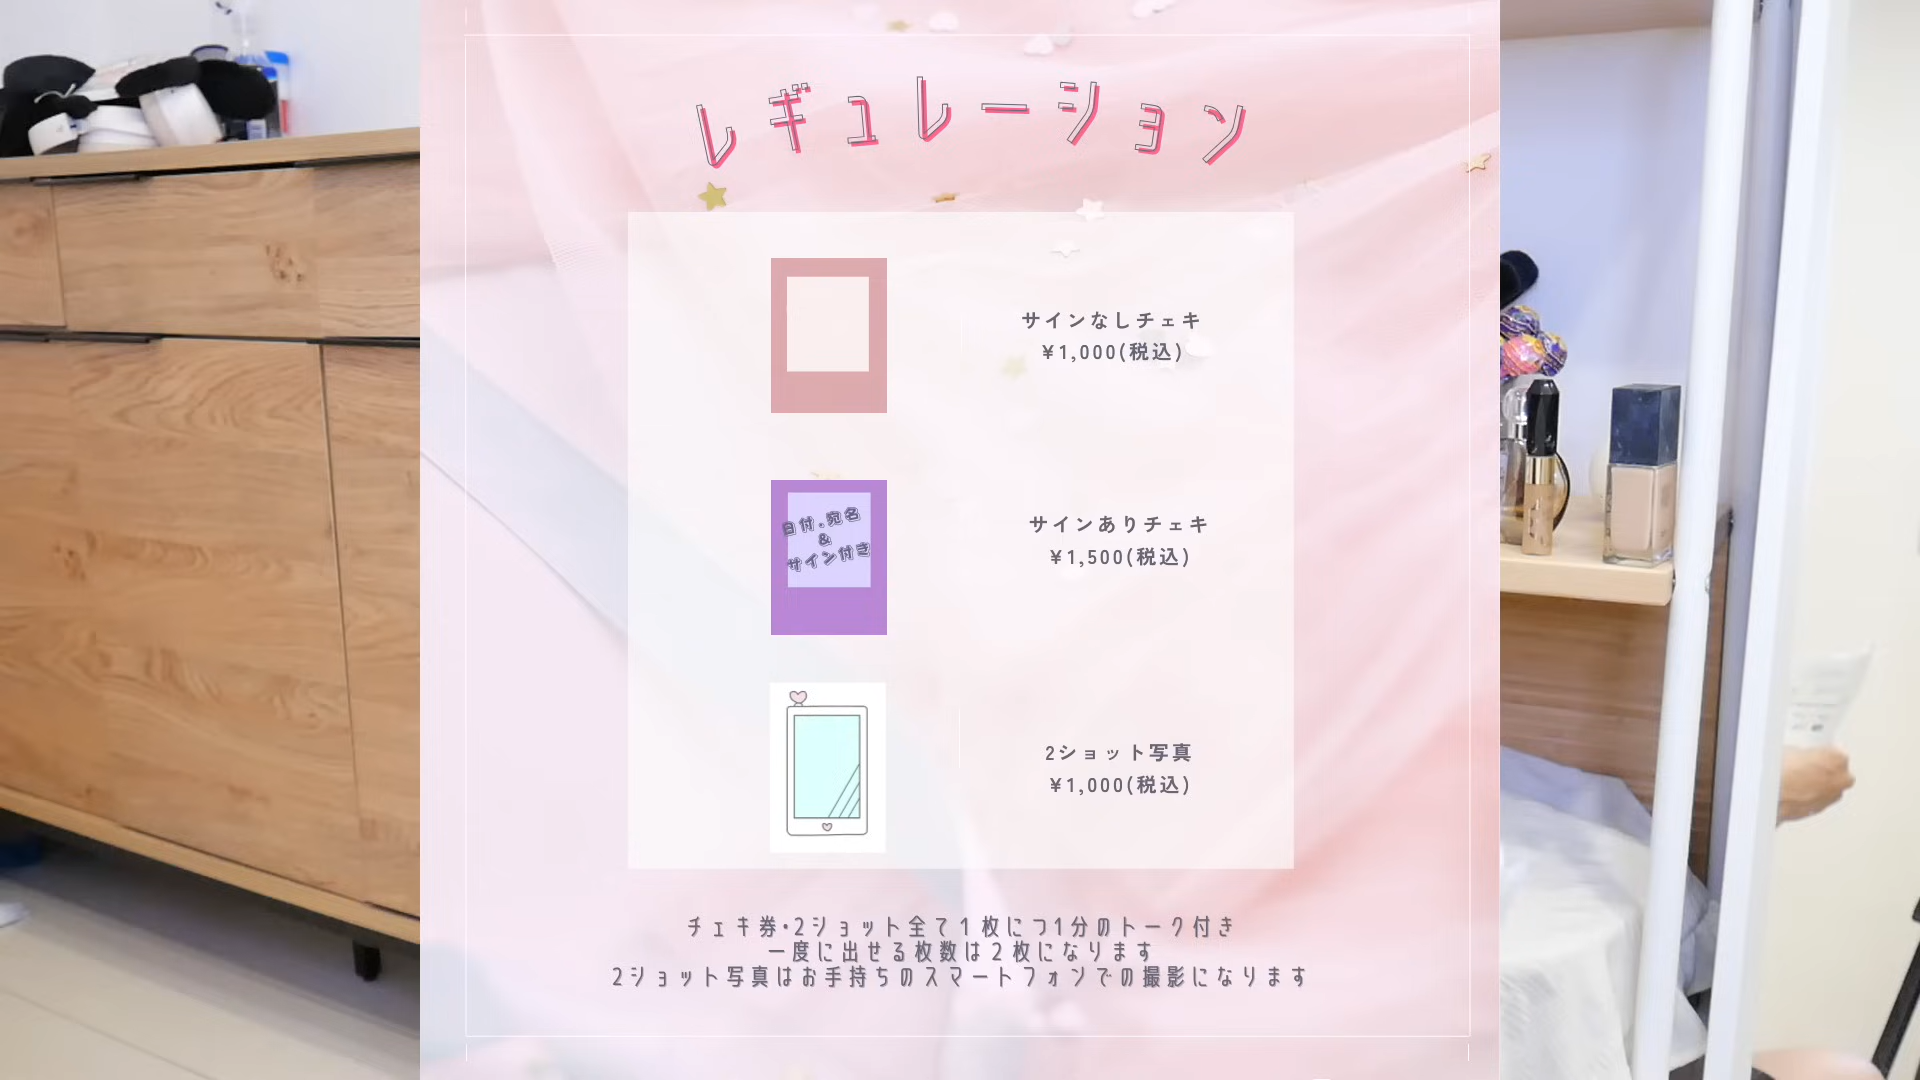 レギュレーション
サインなしチェキ
¥1,000(税込)
日付.宛名
&
サイン付き
サインありチェキ
¥1,500(税込)
2ショット写真
¥1,000(税込)
チェキ券・2ショット全て1枚につ1分のトーク付き
一度に出せる枚数は2枚になります
2ショット写真はお手持ちのスマートフォンでの撮影になります